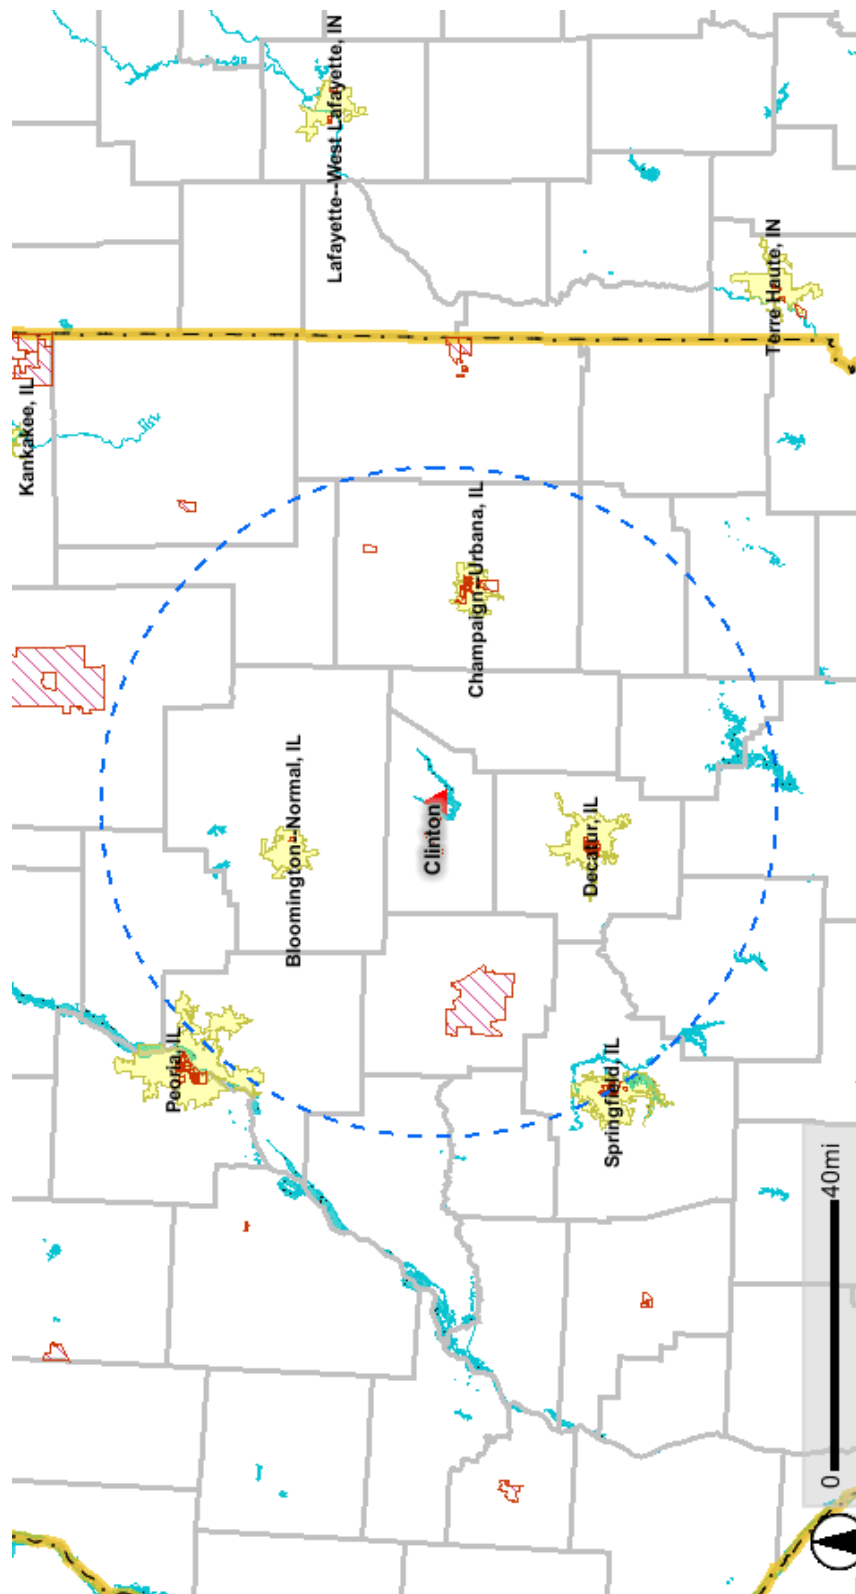 Kankakee, IL
Lafayette--West Lafayette, IN
Peoria, IL
Bloomington--Normal, IL
Clinton
Champaign--Urbana, IL
Decatur, IL
Springfield, IL
Terre Haute, IN
0 40mi